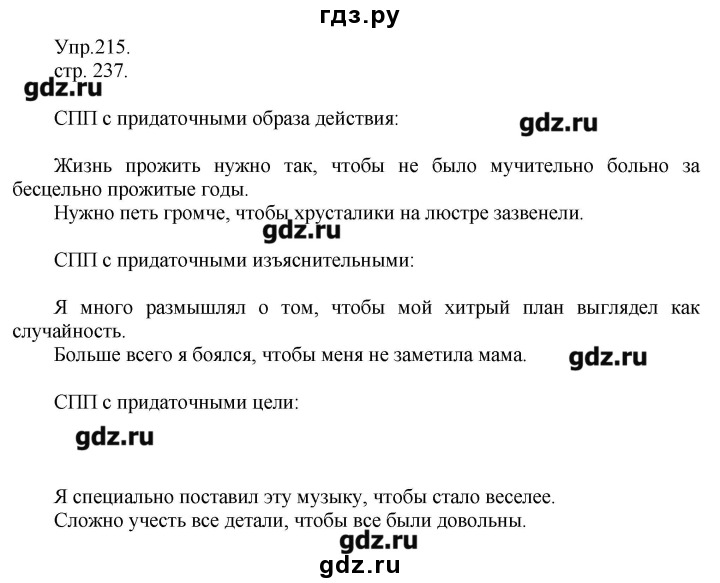 гдз.ру
Упр.215.
стр. 237.
gdz.ru
СПП с придаточными образа действия:
gdz.ru
Жизнь прожить нужно так, чтобы не было мучительно больно за
бесцельно прожитые годы.
Нужно петь громче, чтобы хрусталики на люстре зазвенели.
gdz.ru
СПП с придаточными изъяснительными:
Я много размышлял о том, чтобы мой хитрый план выглядел как
случайность.
Больше всего я боялся, чтобы меня не заметила мама.
gdz.ru
СПП с придаточными цели:
gdz.ru
Я специально поставил эту музыку, чтобы стало веселее.
Сложно учесть все детали, чтобы все были довольны.
gdz.ru
гдз.ру